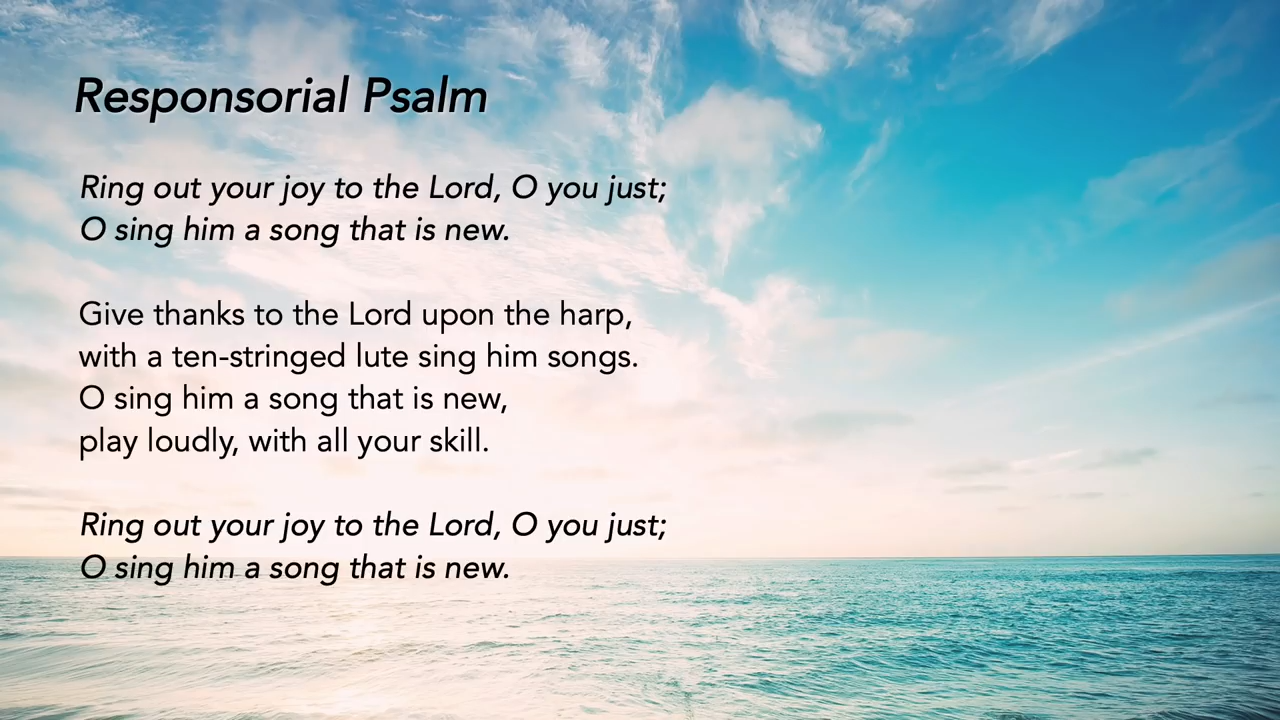 Responsorial Psalm
Ring out your joy to the Lord, O you just;
O sing him a song that is new.
Give thanks to the Lord upon the harp,
with a ten-stringed lute sing him songs.
O sing him a song that is new,
play loudly, with all your skill.
Ring out your joy to the Lord, O you just;
O sing him a song that is new.